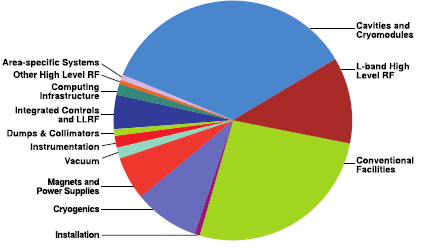 Cavities and
Cryomodules
L-band High
Level RF
Conventional
Facilities
Area-specific Systems
Other High Level RF
Computing
Infrastructure
Integrated Controls
and LLRF
Dumps & Collimators
Instrumentation
Vacuum
Magnets and
Power Supplies
Cryogenics
Installation